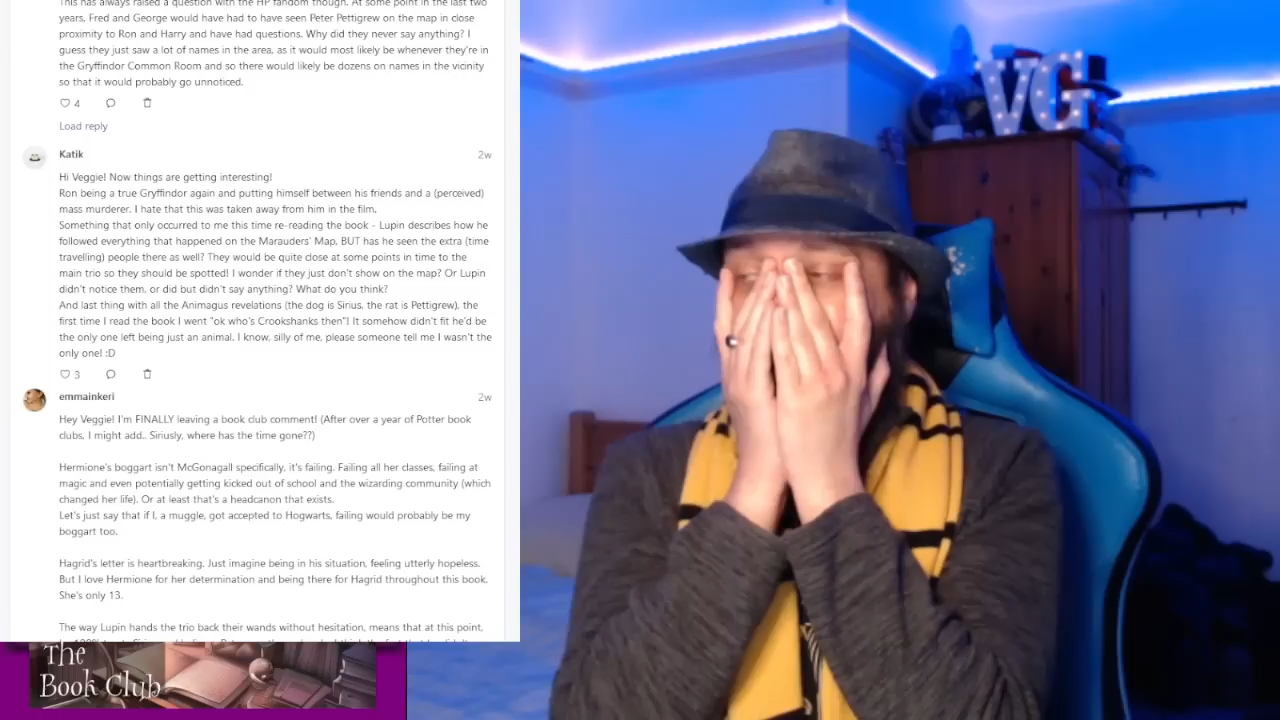 This has always raised a question with the HP fandom though. At some point in the last two
years, Fred and George would have had to have seen Peter Pettigrew on the map in close
proximity to Ron and Harry and have had questions. Why did they never say anything? I
guess they just saw a lot of names in the area, as it would most likely be whenever they're in
the Gryffindor Common Room and so there would likely be dozens on names in the vicinity
so that it would probably go unnoticed.
4
Load reply
Katik 2w
Hi Veggie! Now things are getting interesting!
Ron being a true Gryffindor again and putting himself between his friends and a (perceived)
mass murderer. I hate that this was taken away from him in the film.
Something that only occurred to me this time re-reading the book - Lupin describes how he
followed everything that happened on the Marauders' Map, BUT has he seen the extra (time
travelling) people there as well? They would be quite close at some points in time to the
main trio so they should be spotted! I wonder if they just don't show on the map? Or Lupin
didn't notice them, or did but didn't say anything? What do you think?
And last thing with all the Animagus revelations (the dog is Sirius, the rat is Pettigrew), the
first time I read the book I went "ok who's Crookshanks then"! It somehow didn't fit he'd be
the only one left being just an animal. I know, silly of me, please someone tell me I wasn't the
only one! :D
3
emmainkeri 2w
Hey Veggie! I'm FINALLY leaving a book club comment! (After over a year of Potter book
clubs, I might add.. Siriusly, where has the time gone??)
Hermione's boggart isn't McGonagall specifically, it's failing. Failing all her classes, failing at
magic and even potentially getting kicked out of school and the wizarding community (which
changed her life). Or at least that's a headcanon that exists.
Let's just say that if I, a muggle, got accepted to Hogwarts, failing would probably be my
boggart too.
Hagrid's letter is heartbreaking. Just imagine being in his situation, feeling utterly hopeless.
But I love Hermione for her determination and being there for Hagrid throughout this book.
She's only 13.
The way Lupin hands the trio back their wands without hesitation, means that at this point,
The
Book Club
VG